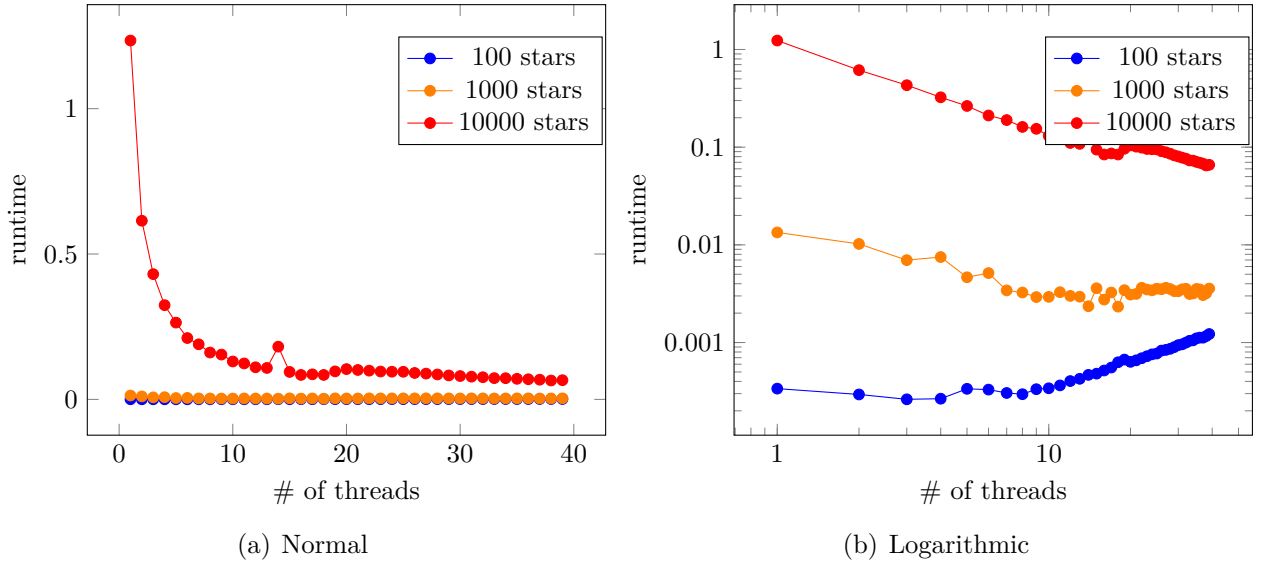 1
0.5
0
0
10
20
30
40
runtime
# of threads
100 stars
1000 stars
10000 stars
(a) Normal
1
0.1
0.01
0.001
1
10
runtime
# of threads
100 stars
1000 stars
10000 stars
(b) Logarithmic